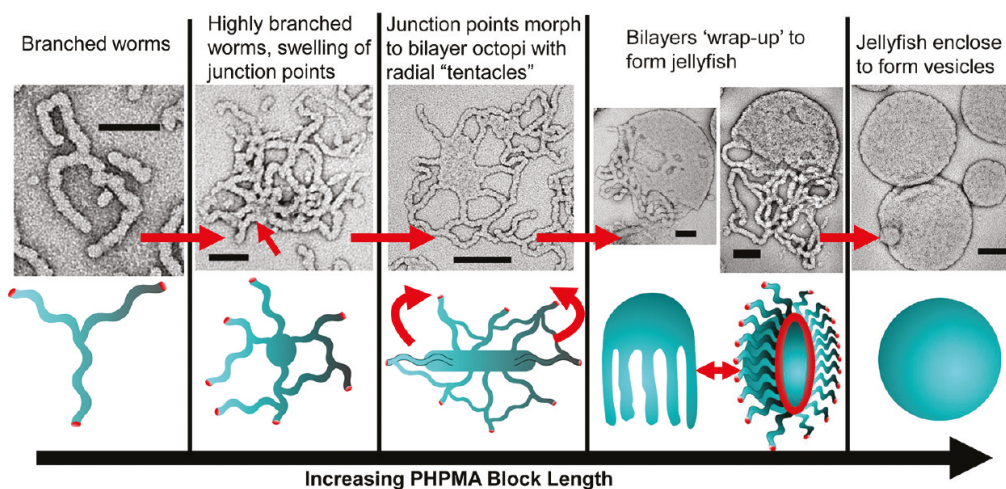 Branched worms
Highly branched
worms, swelling of
junction points
Junction points morph
to bilayer octopi with
radial “tentacles”
Bilayers ‘wrap-up’ to
form jellyfish
Jellyfish enclose
to form vesicles
Increasing PHPMA Block Length